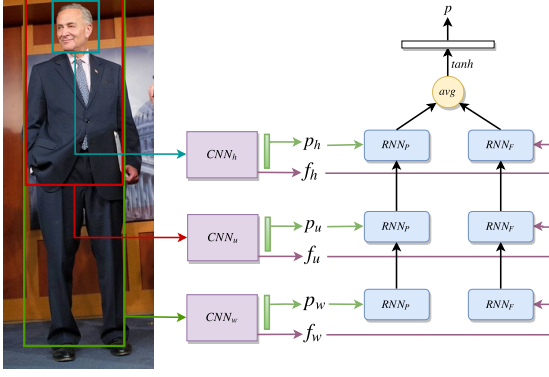 p
tanh
avg
CNN_h p_h RNN_P RNN_F
f_h
CNN_u p_u RNN_P RNN_F
f_u
CNN_w p_w RNN_P RNN_F
f_w